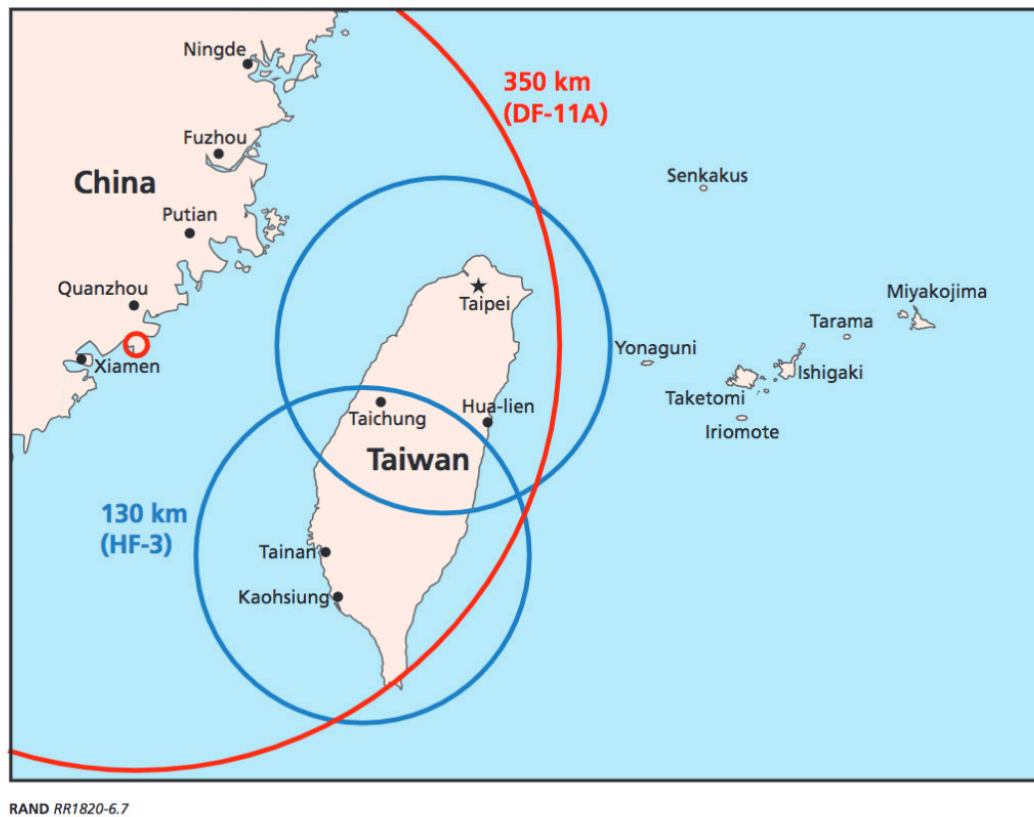 Ningde
350 km
(DF-11A)
Fuzhou
China
Senkakus
Putian
Quanzhou
Taipei
Miyakojima
Tarama
Xiamen
Yonaguni
Ishigaki
Taketomi
Taichung
Hua-lien
Iriomote
Taiwan
130 km
(HF-3)
Tainan
Kaohsiung
RAND RR1820-6.7